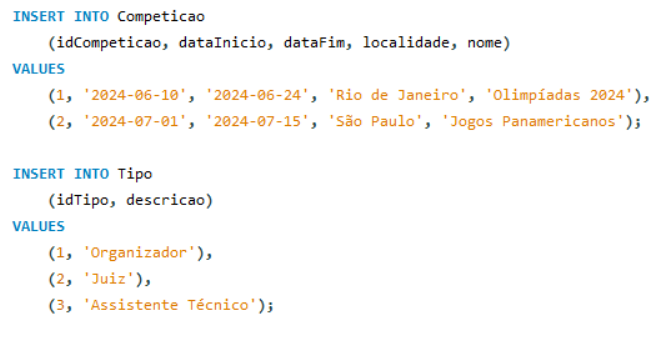 INSERT INTO Competicao
(idCompeticao, dataInicio, dataFim, localidade, nome)
VALUES
(1, '2024-06-10', '2024-06-24', 'Rio de Janeiro', 'Olimpíadas 2024'),
(2, '2024-07-01', '2024-07-15', 'São Paulo', 'Jogos Panamericanos');
INSERT INTO Tipo
(idTipo, descricao)
VALUES
(1, 'Organizador'),
(2, 'Juiz'),
(3, 'Assistente Técnico');